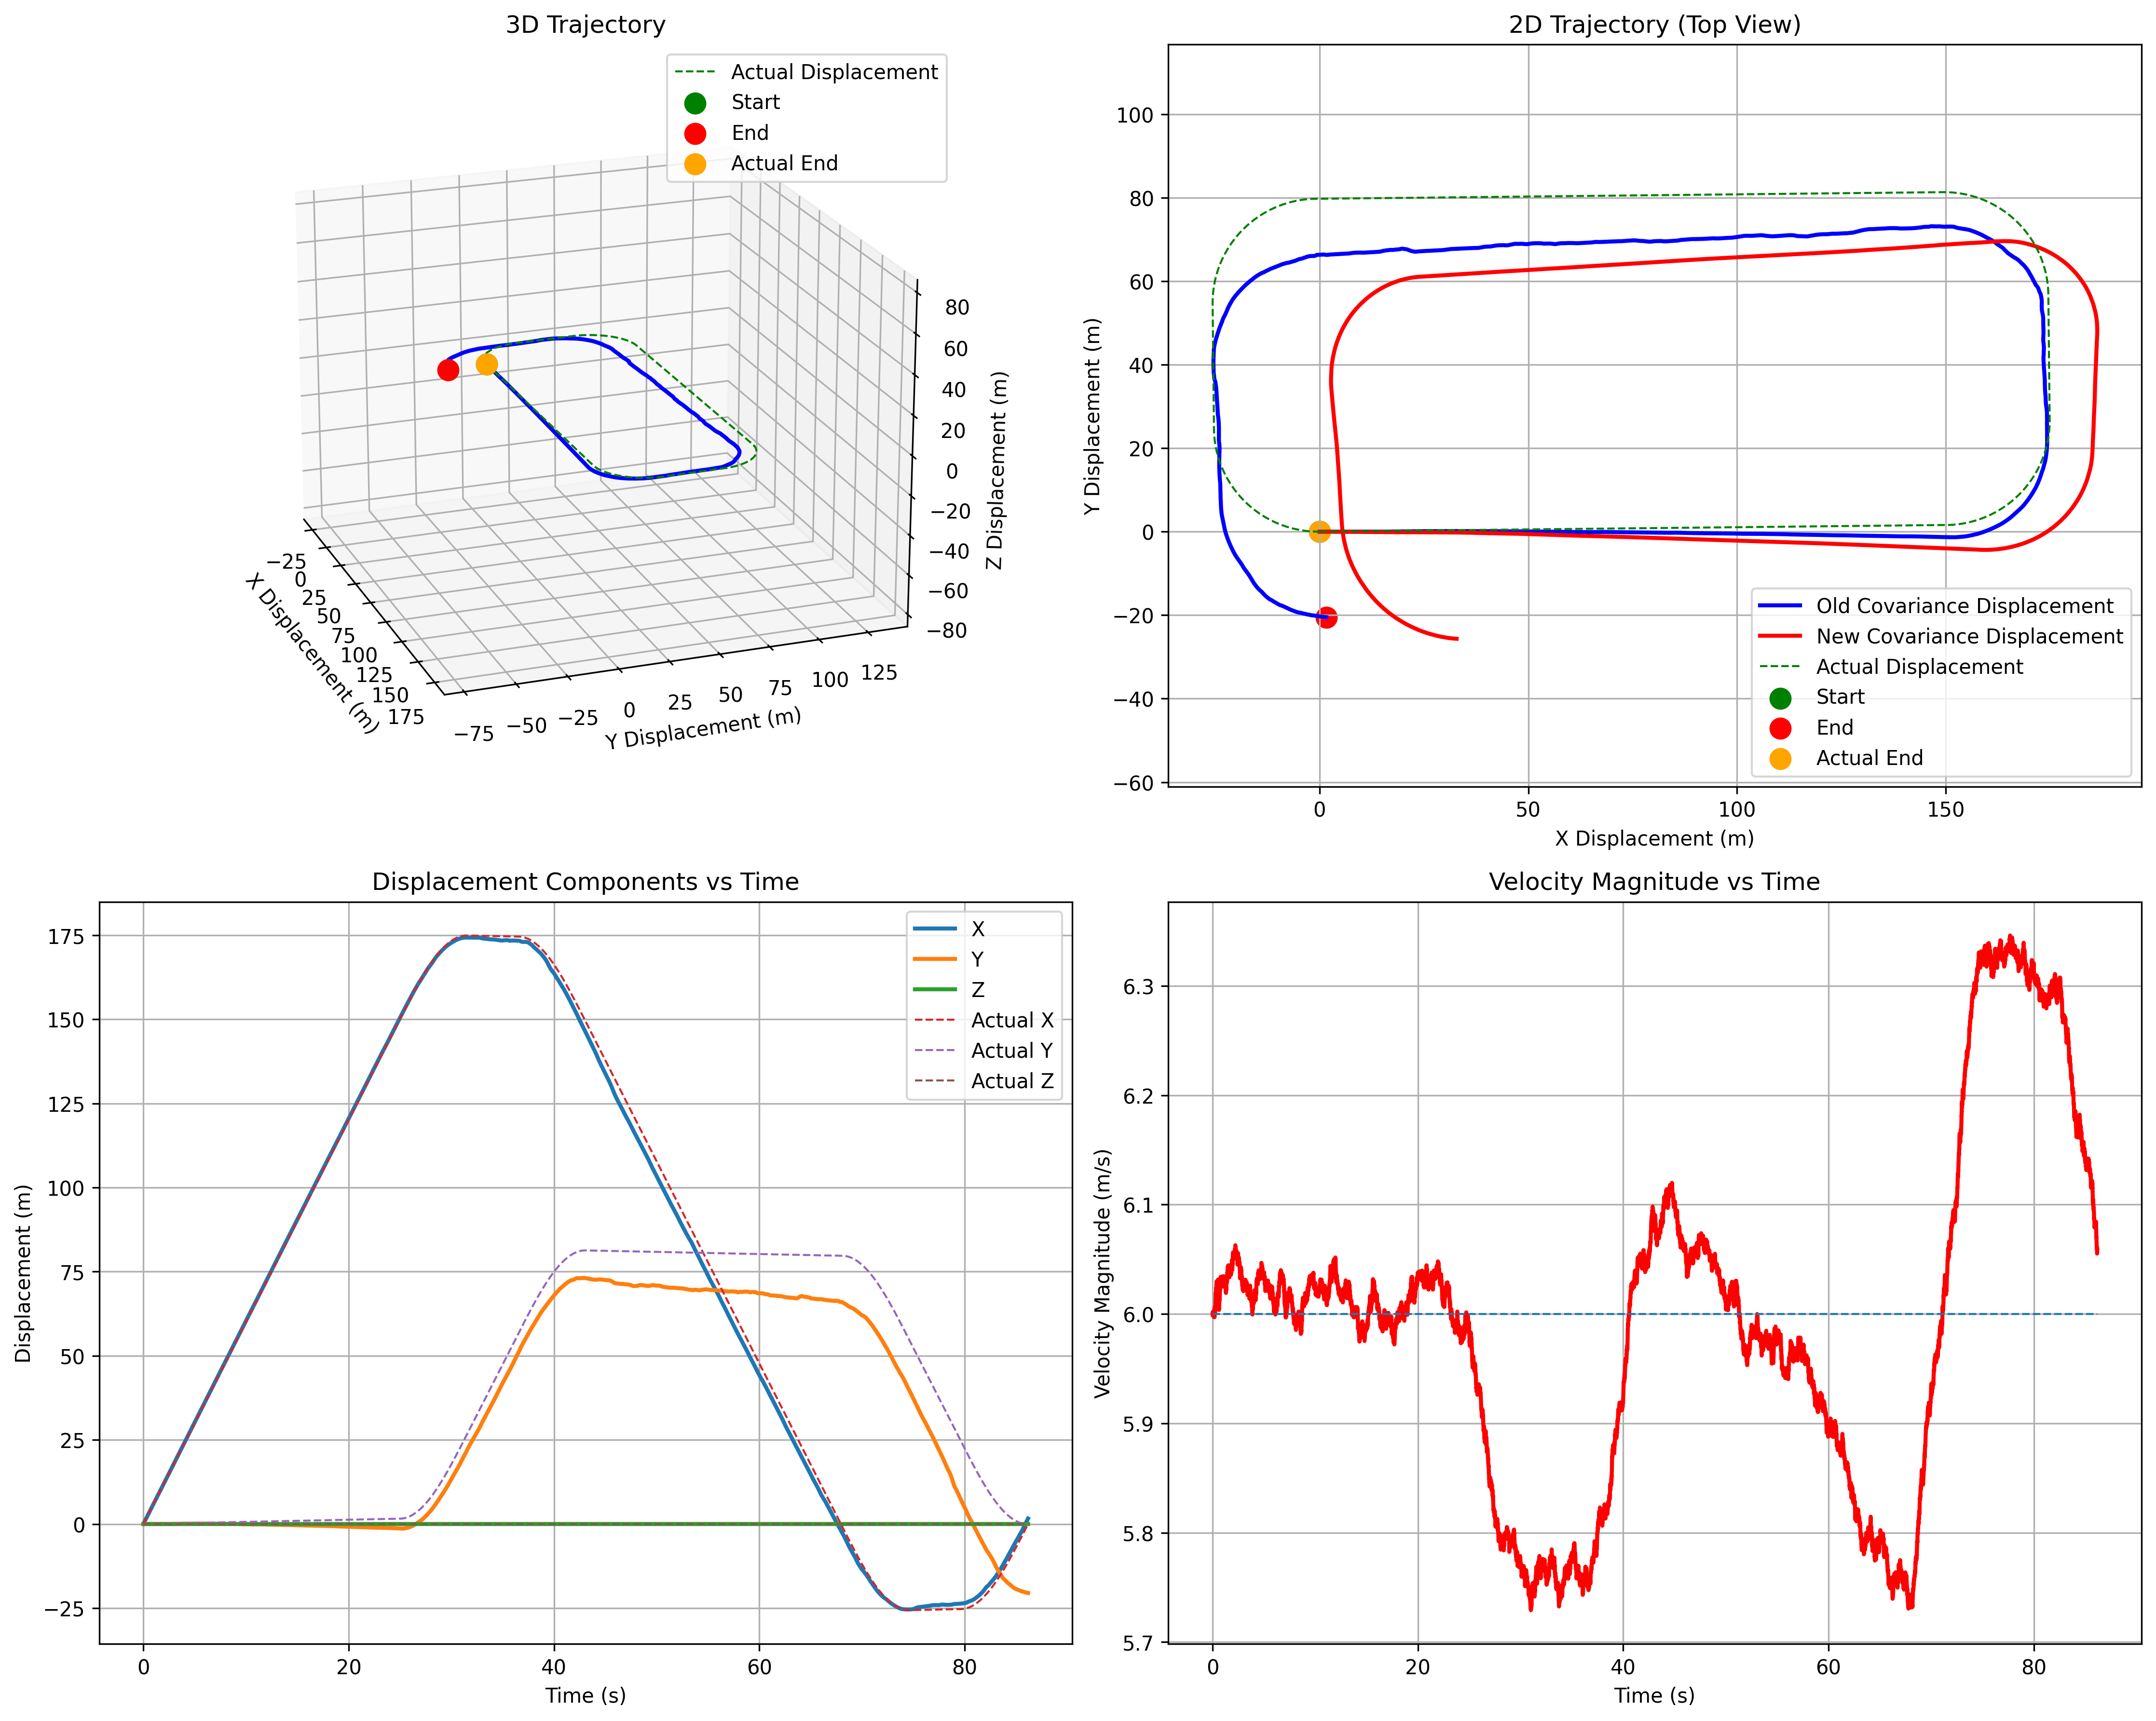 3D Trajectory
Actual Displacement
Start
End
Actual End
80
60
40
20
0
−20
−40
−60
−80
Z Displacement (m)
−25
0
25
50
75
100
125
150
175
X Displacement (m)
−75
−50
−25
0
25
50
75
100
125
Y Displacement (m)
2D Trajectory (Top View)
100
80
60
40
20
0
−20
−40
−60
Y Displacement (m)
Old Covariance Displacement
New Covariance Displacement
Actual Displacement
Start
End
Actual End
0
50
100
150
X Displacement (m)
Displacement Components vs Time
175
150
125
100
75
50
25
0
−25
Displacement (m)
X
Y
Z
Actual X
Actual Y
Actual Z
0
20
40
60
80
Time (s)
Velocity Magnitude vs Time
6.3
6.2
6.1
6.0
5.9
5.8
5.7
Velocity Magnitude (m/s)
0
20
40
60
80
Time (s)